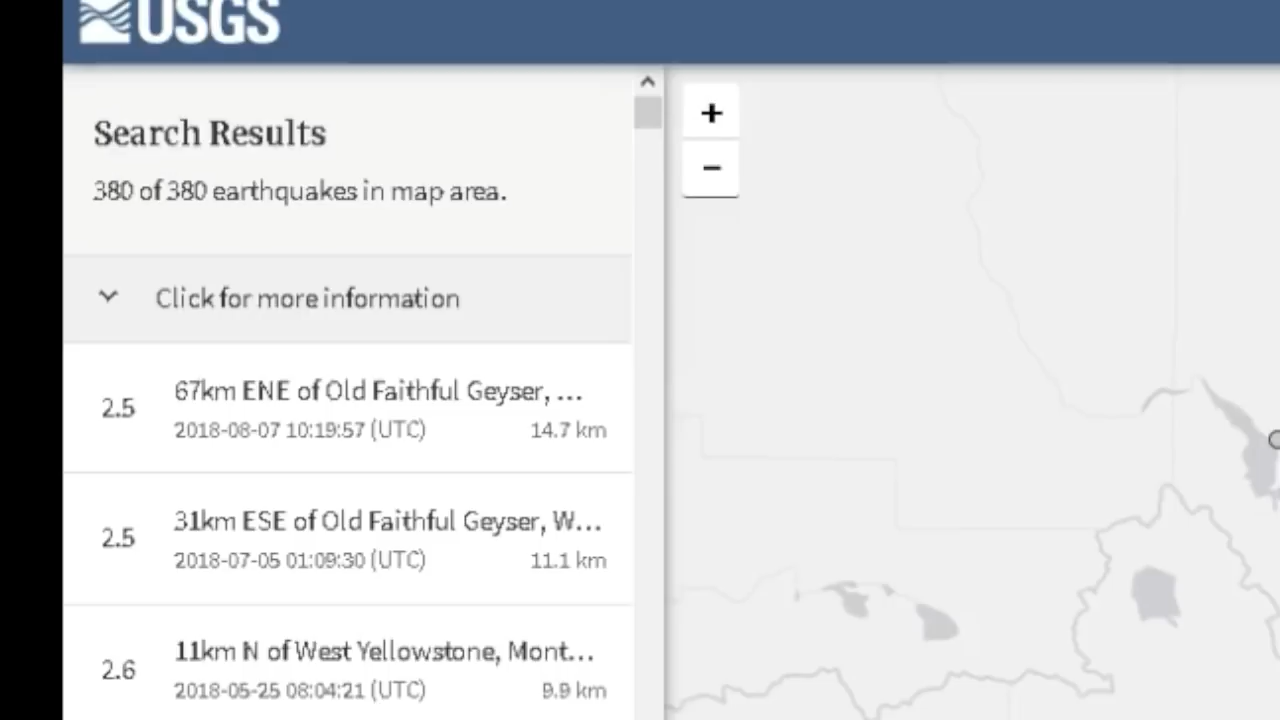 USGS
Search Results
380 of 380 earthquakes in map area.
+
−
Click for more information
2.5
67km ENE of Old Faithful Geyser, ...
2018-08-07 10:19:57 (UTC) 14.7 km
2.5
31km ESE of Old Faithful Geyser, W...
2018-07-05 01:09:30 (UTC) 11.1 km
2.6
11km N of West Yellowstone, Mont...
2018-05-25 08:04:21 (UTC) 9.9 km